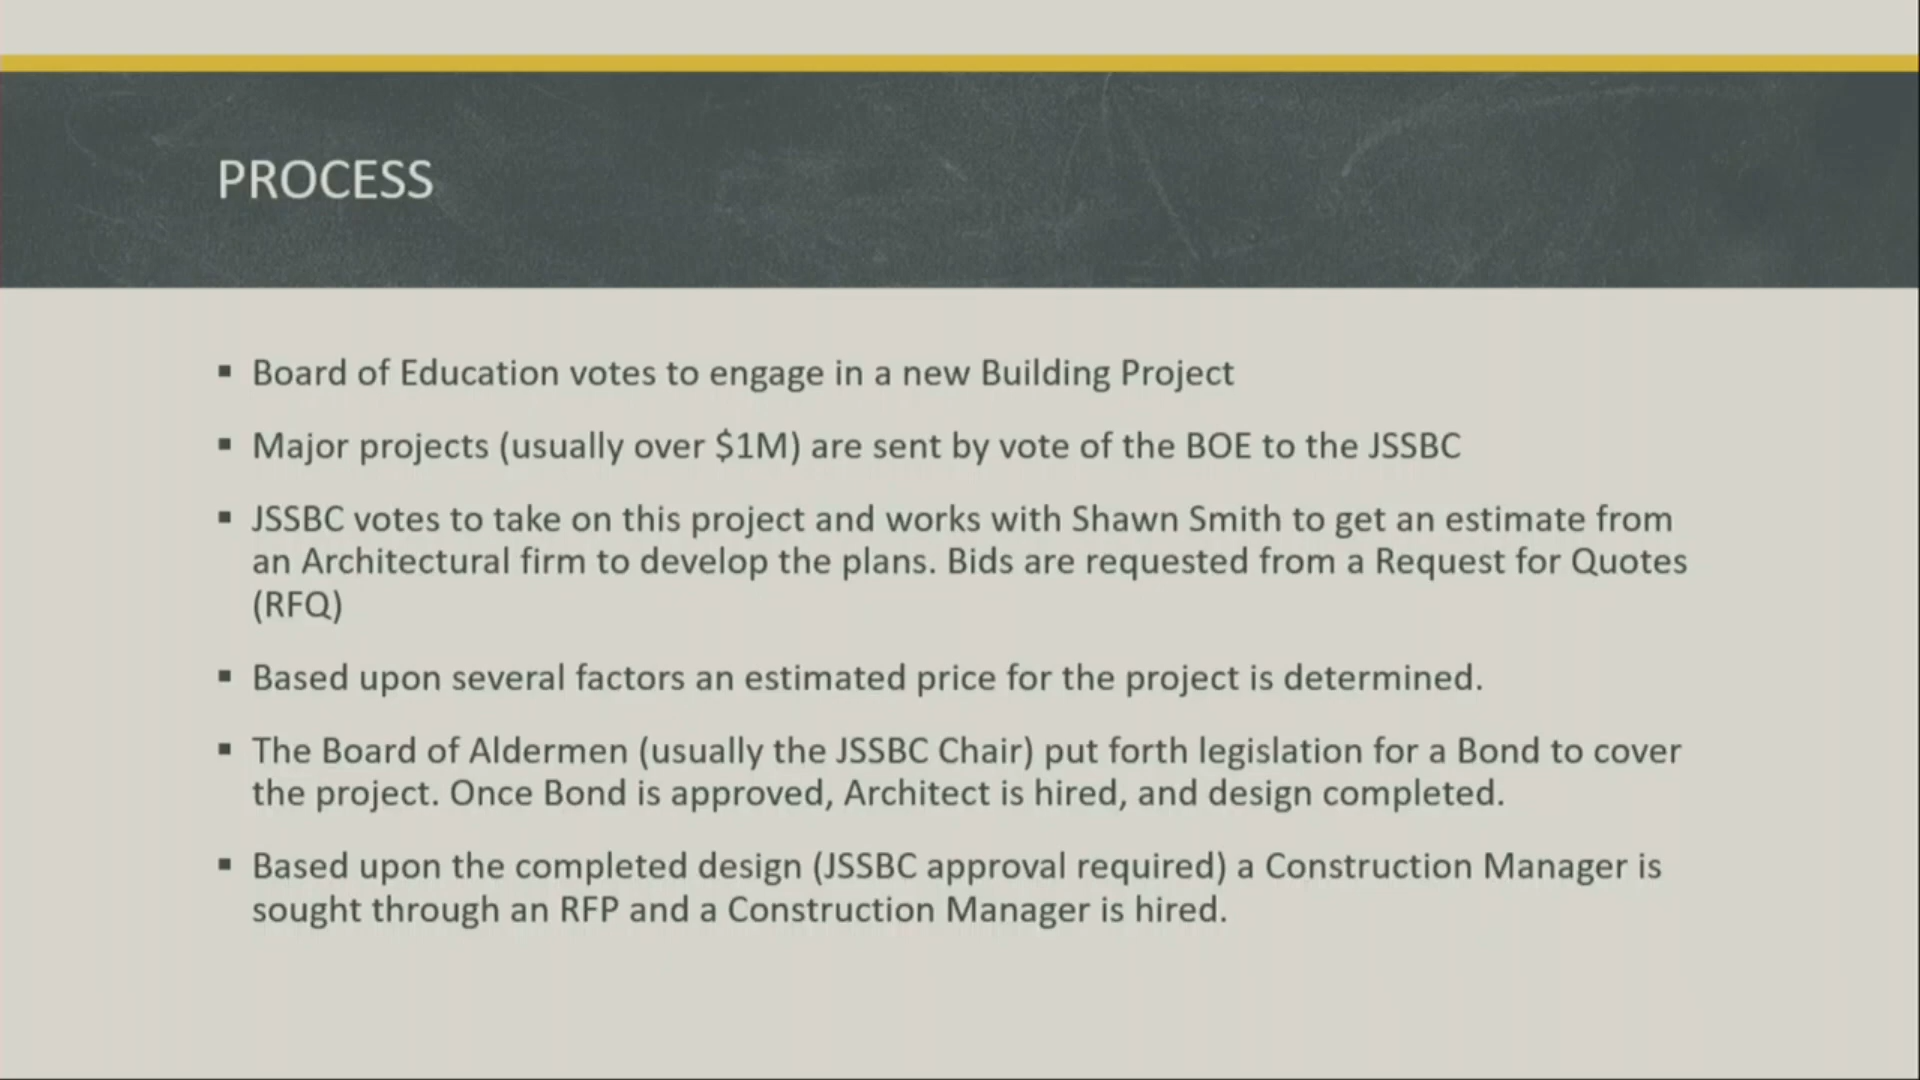 PROCESS
▪ Board of Education votes to engage in a new Building Project
▪ Major projects (usually over $1M) are sent by vote of the BOE to the JSSBC
▪ JSSBC votes to take on this project and works with Shawn Smith to get an estimate from
an Architectural firm to develop the plans. Bids are requested from a Request for Quotes
(RFQ)
▪ Based upon several factors an estimated price for the project is determined.
▪ The Board of Aldermen (usually the JSSBC Chair) put forth legislation for a Bond to cover
the project. Once Bond is approved, Architect is hired, and design completed.
▪ Based upon the completed design (JSSBC approval required) a Construction Manager is
sought through an RFP and a Construction Manager is hired.